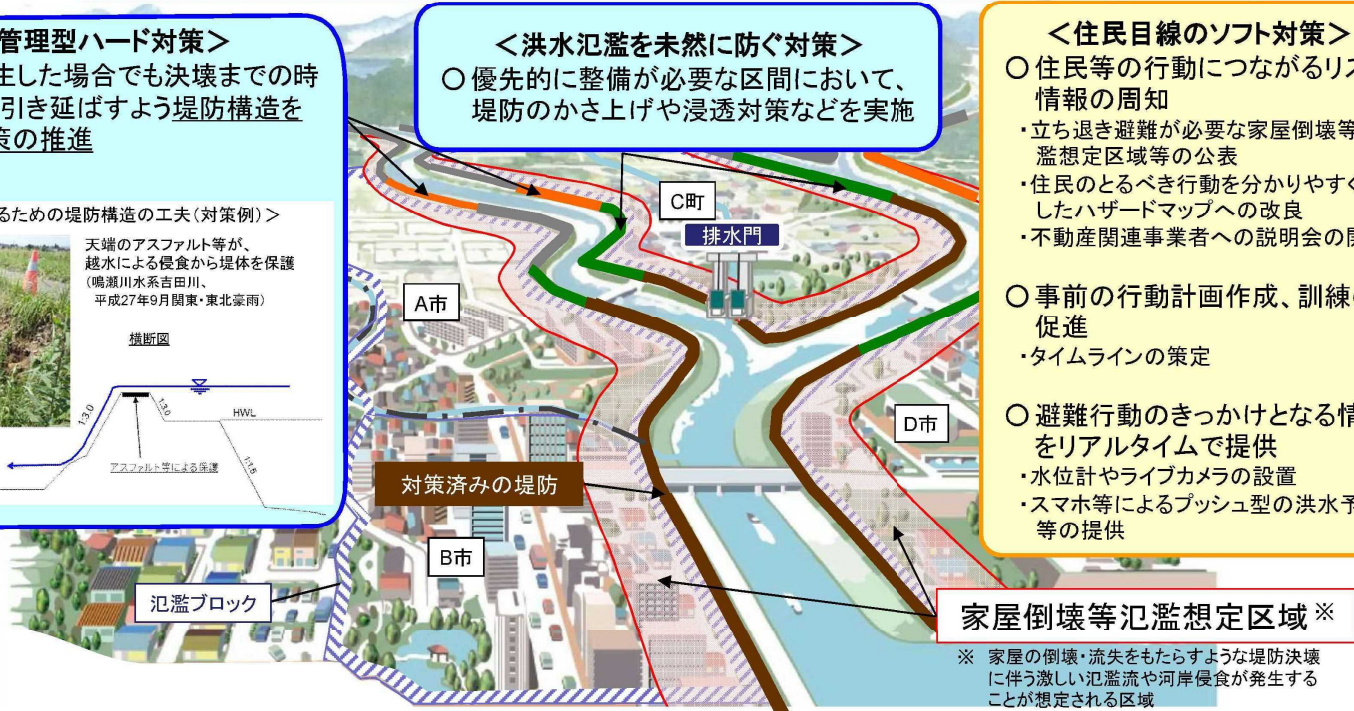 管理型ハード対策＞
生した場合でも決壊までの時
引き延ばすよう堤防構造を
策の推進
るための堤防構造の工夫(対策例)＞
天端のアスファルト等が、
越水による侵食から堤体を保護
(鳴瀬川水系吉田川、
平成27年9月関東・東北豪雨)
横断図
1:3.0
1:3.0
HWL
1:1.5
アスファルト等による保護
＜洪水氾濫を未然に防ぐ対策＞
○優先的に整備が必要な区間において、
堤防のかさ上げや浸透対策などを実施
C町
排水門
A市
D市
対策済みの堤防
B市
氾濫ブロック
＜住民目線のソフト対策＞
○住民等の行動につながるリス
情報の周知
・立ち退き避難が必要な家屋倒壊等
濫想定区域等の公表
・住民のとるべき行動を分かりやすく
したハザードマップへの改良
・不動産関連事業者への説明会の開
○事前の行動計画作成、訓練の
促進
・タイムラインの策定
○避難行動のきっかけとなる情
をリアルタイムで提供
・水位計やライブカメラの設置
・スマホ等によるプッシュ型の洪水予
等の提供
家屋倒壊等氾濫想定区域※
※ 家屋の倒壊・流失をもたらすような堤防決壊
に伴う激しい氾濫流や河岸侵食が発生する
ことが想定される区域